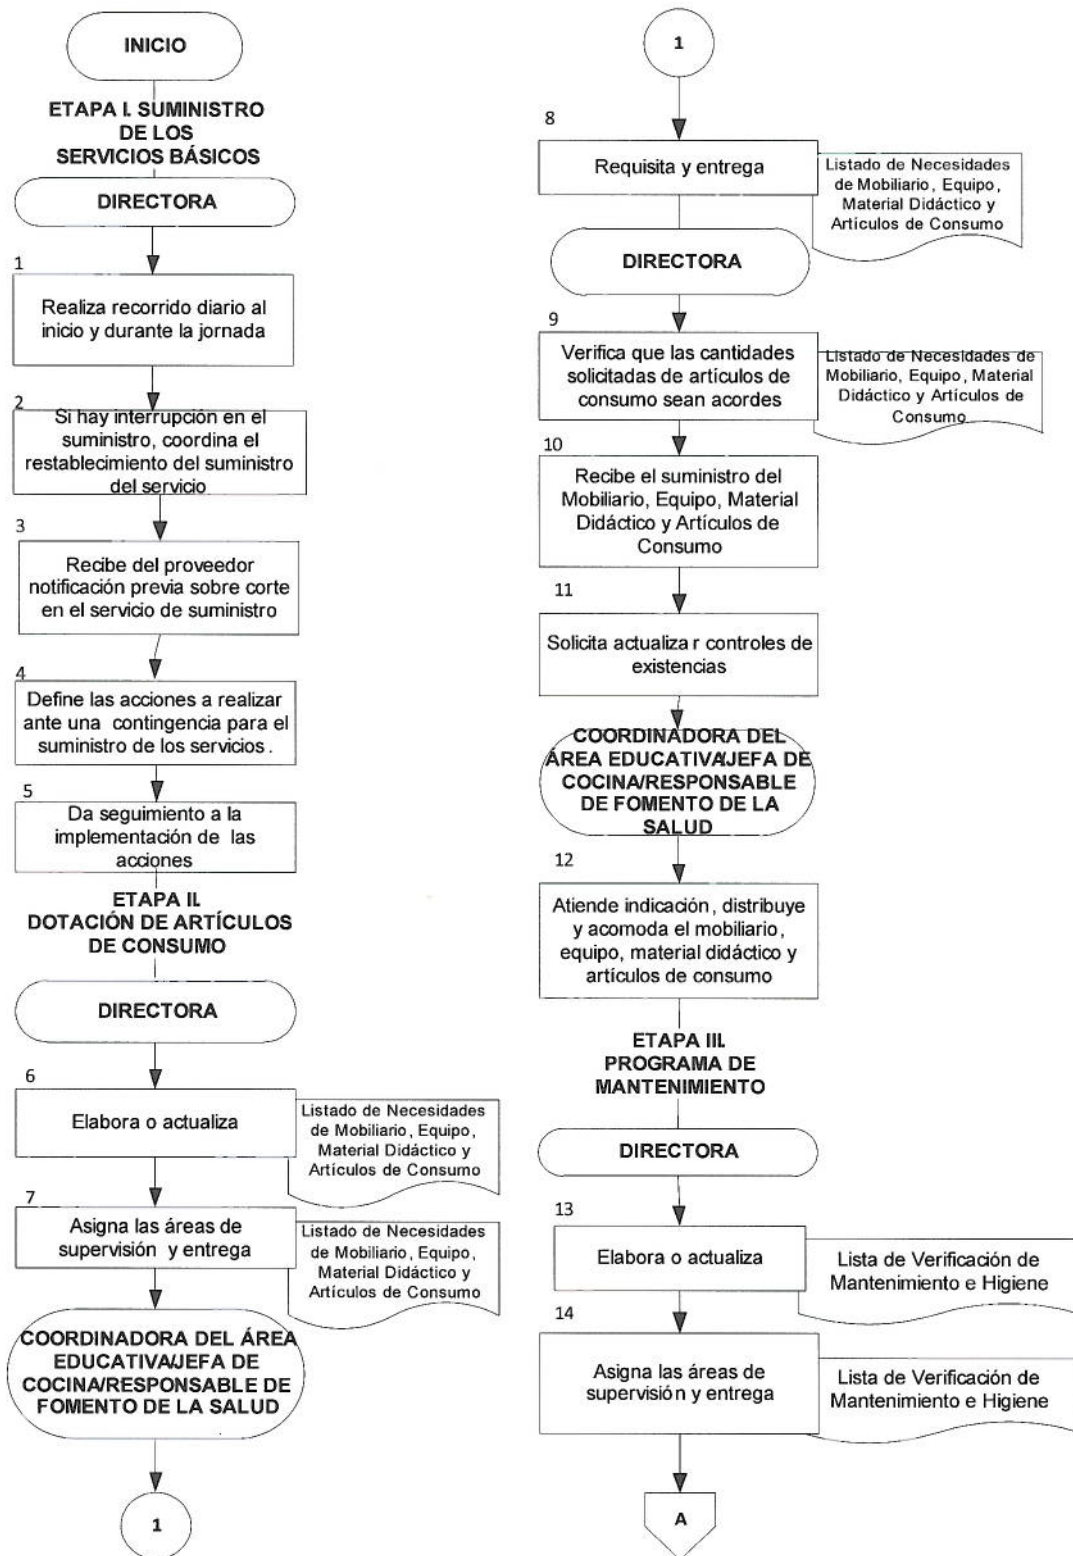 INICIO
ETAPA I. SUMINISTRO
DE LOS
SERVICIOS BÁSICOS
DIRECTORA
1
Realiza recorrido diario al
inicio y durante la jornada
2
Si hay interrupción en el
suministro, coordina el
restablecimiento del suministro
del servicio
3
Recibe del proveedor
notificación previa sobre corte
en el servicio de suministro
4
Define las acciones a realizar
ante una contingencia para el
suministro de los servicios.
5
Da seguimiento a la
implementación de las
acciones
ETAPA II.
DOTACIÓN DE ARTÍCULOS
DE CONSUMO
DIRECTORA
6
Elabora o actualiza
Listado de Necesidades
de Mobiliario, Equipo,
Material Didáctico y
Artículos de Consumo
7
Asigna las áreas de
supervisión y entrega
Listado de Necesidades
de Mobiliario, Equipo,
Material Didáctico y
Artículos de Consumo
COORDINADORA DEL ÁREA
EDUCATIVA/JEFA DE
COCINA/RESPONSABLE DE
FOMENTO DE LA SALUD
1
1
8
Requisita y entrega
Listado de Necesidades
de Mobiliario, Equipo,
Material Didáctico y
Artículos de Consumo
DIRECTORA
9
Verifica que las cantidades
solicitadas de artículos de
consumo sean acordes
Listado de Necesidades de
Mobiliario, Equipo, Material
Didáctico y Artículos de
Consumo
10
Recibe el suministro del
Mobiliario, Equipo, Material
Didáctico y Artículos de
Consumo
11
Solicita actualiza r controles de
existencias
COORDINADORA DEL
ÁREA EDUCATIVA/JEFA DE
COCINA/RESPONSABLE
DE FOMENTO DE LA
SALUD
12
Atiende indicación, distribuye
y acomoda el mobiliario,
equipo, material didáctico y
artículos de consumo
ETAPA III.
PROGRAMA DE
MANTENIMIENTO
DIRECTORA
13
Elabora o actualiza
Lista de Verificación de
Mantenimiento e Higiene
14
Asigna las áreas de
supervisión y entrega
Lista de Verificación de
Mantenimiento e Higiene
A